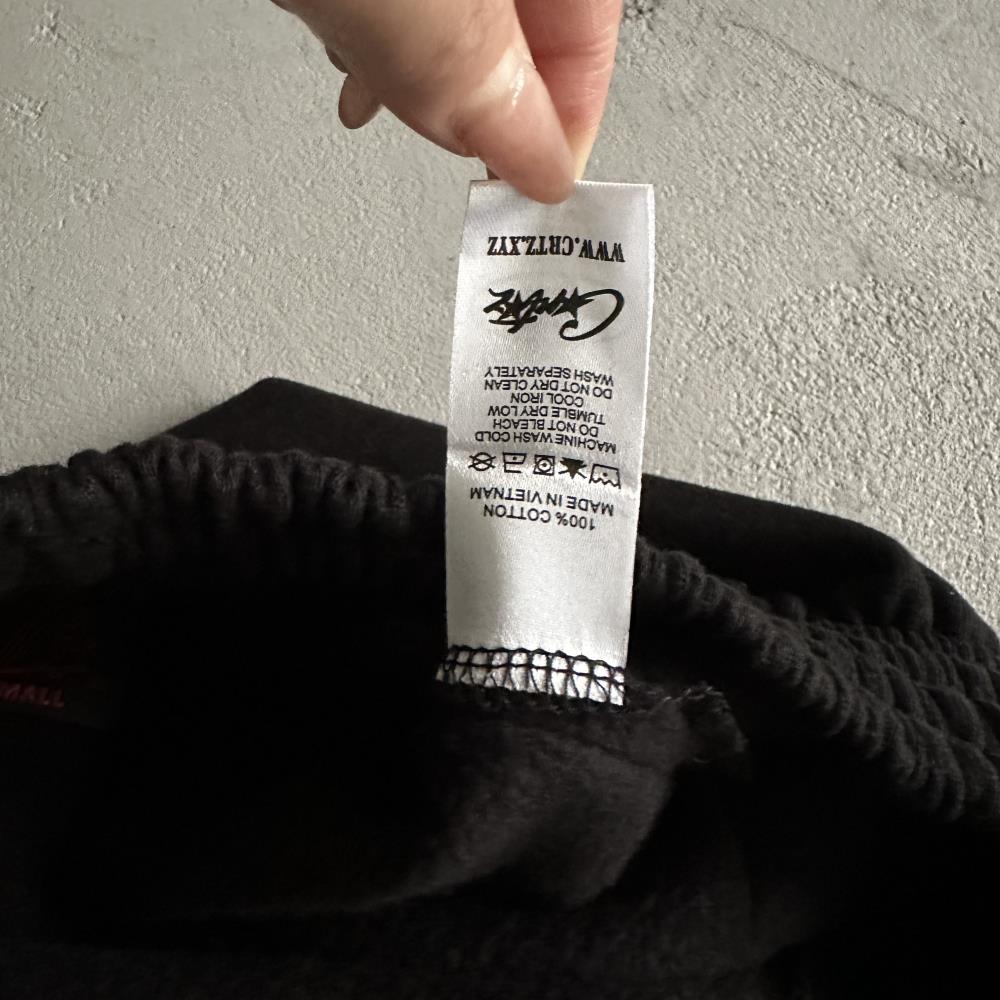 100% COTTON
MADE IN VIETNAM
MACHINE WASH COLD
DO NOT BLEACH
TUMBLE DRY LOW
COOL IRON
DO NOT DRY CLEAN
WASH SEPARATELY
Corteiz
WWW.CRTZ.XYZ